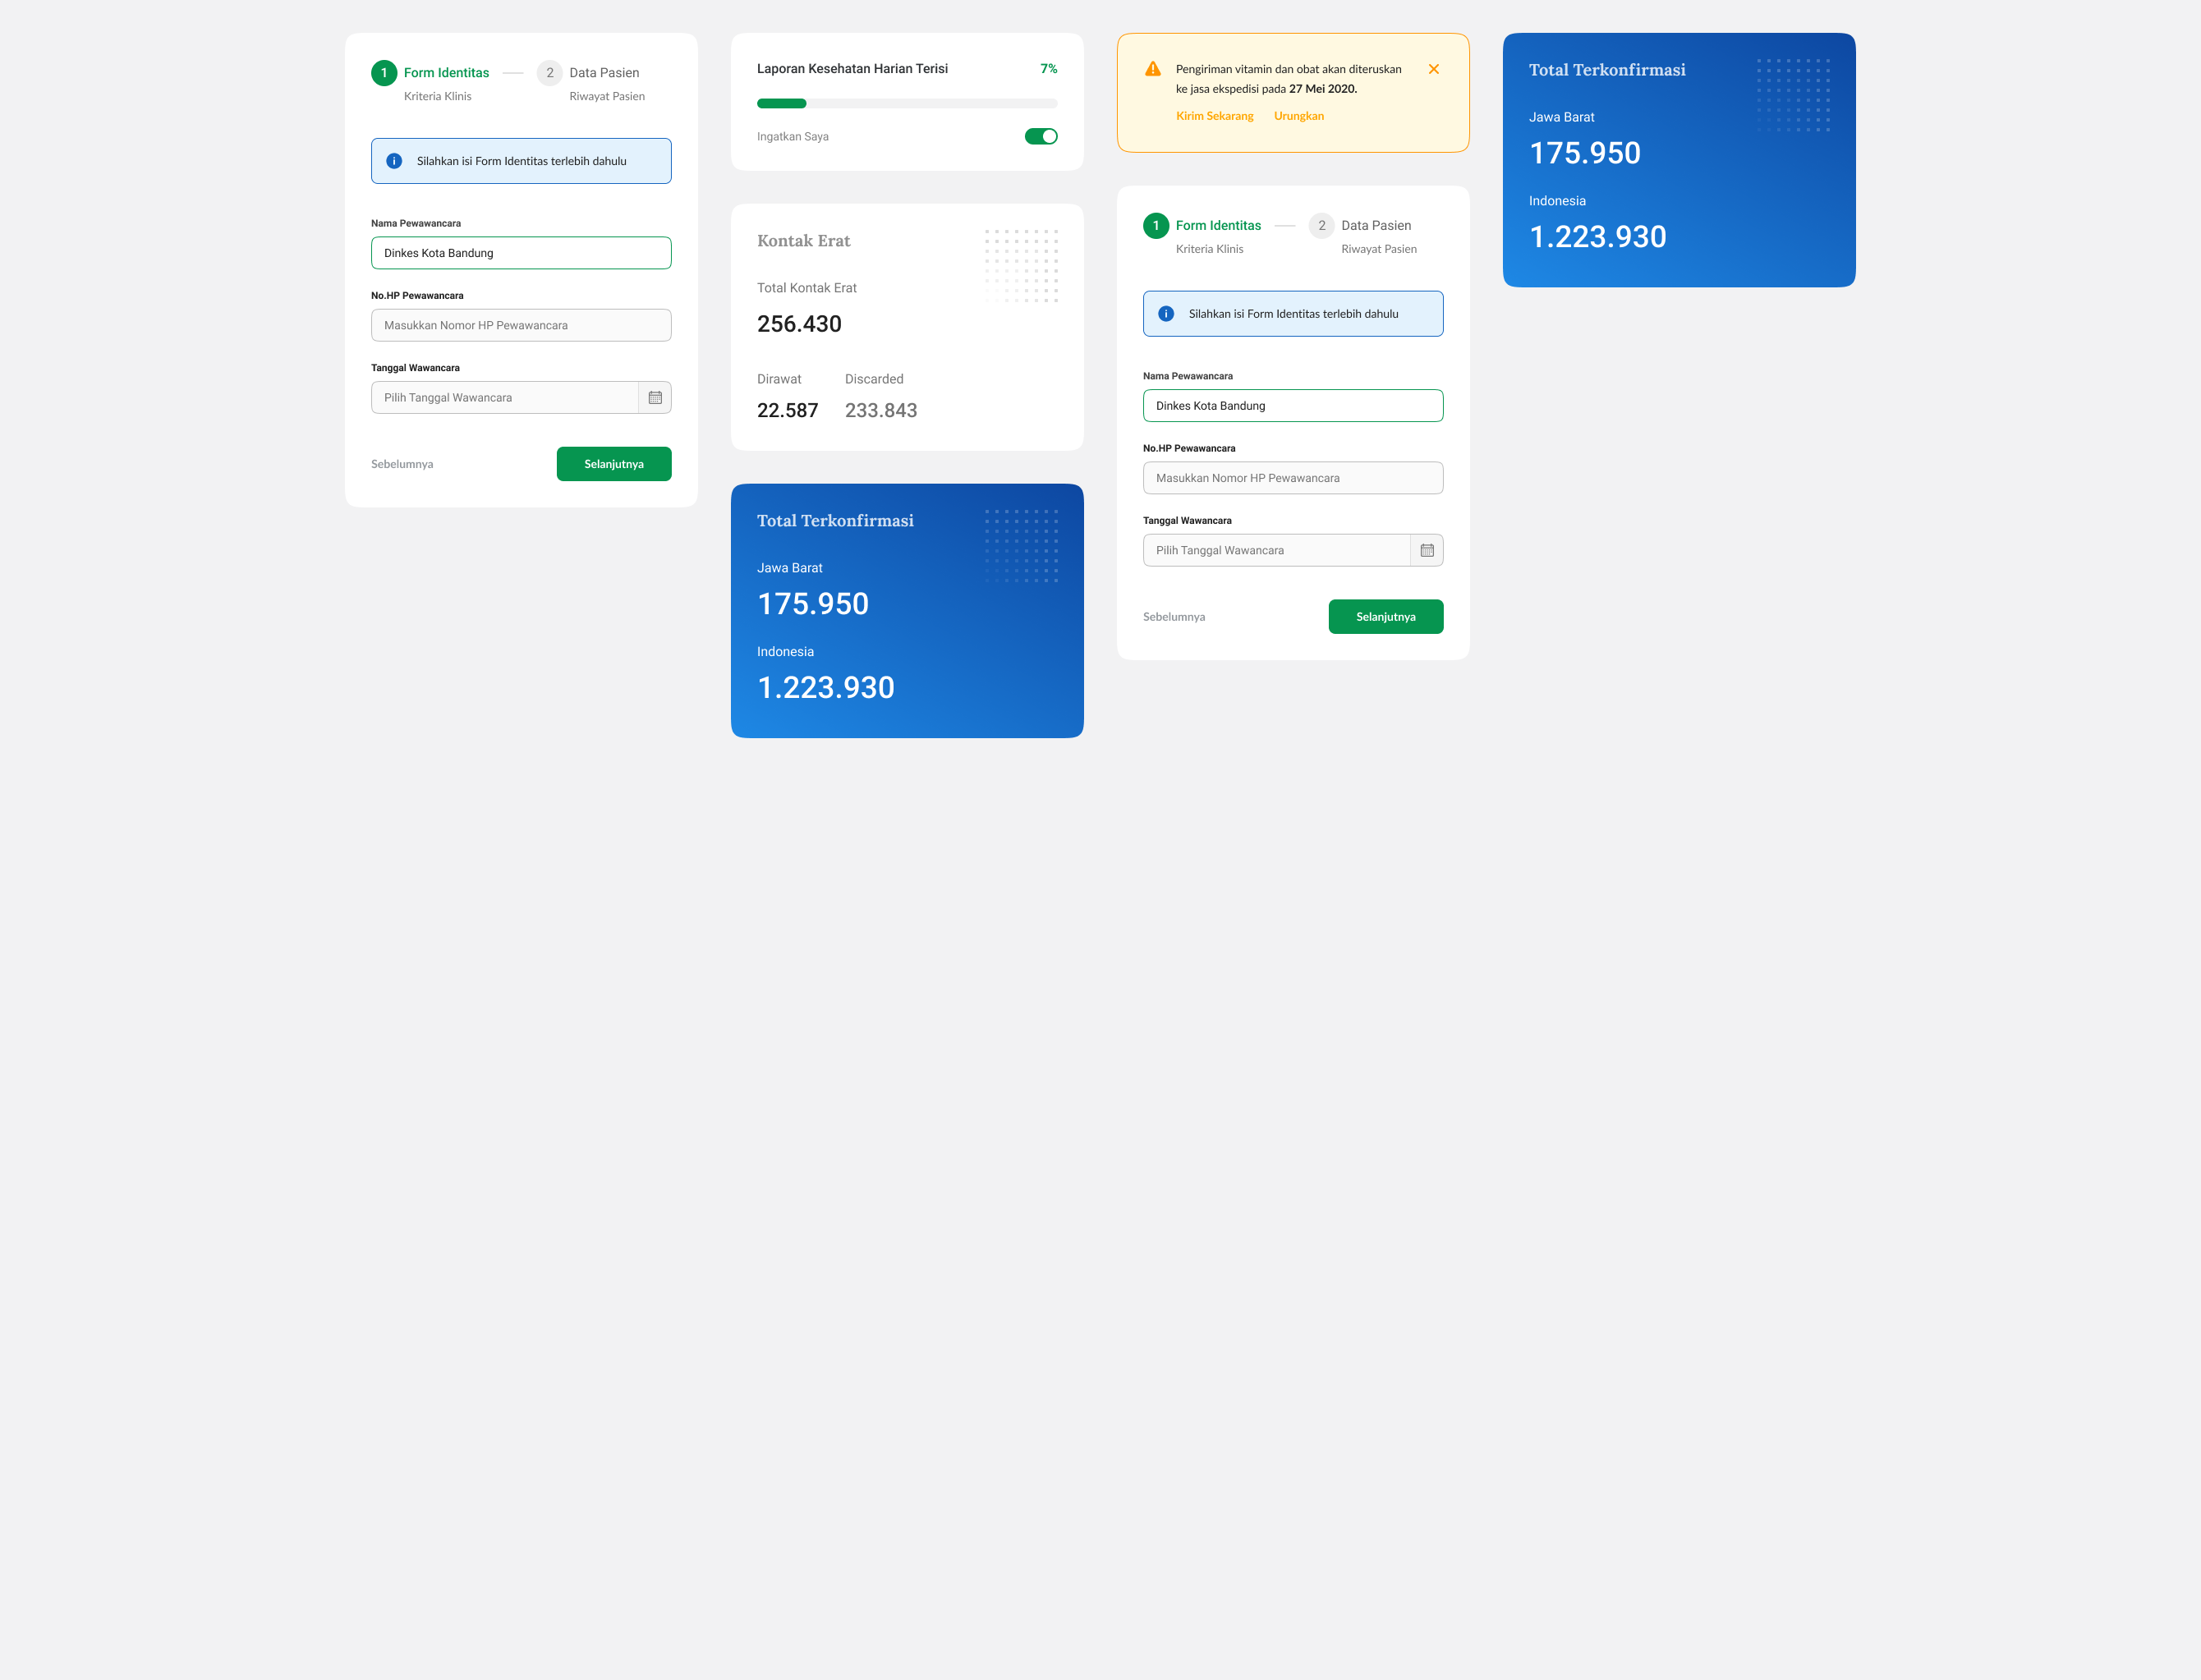 1 Form Identitas
Kriteria Klinis
2 Data Pasien
Riwayat Pasien
Silahkan isi Form Identitas terlebih dahulu
Nama Pewawancara
Dinkes Kota Bandung
No.HP Pewawancara
Masukkan Nomor HP Pewawancara
Tanggal Wawancara
Pilih Tanggal Wawancara
Sebelumnya
Selanjutnya
Laporan Kesehatan Harian Terisi
7%
Ingatkan Saya
Kontak Erat
Total Kontak Erat
256.430
Dirawat
22.587
Discarded
233.843
Total Terkonfirmasi
Jawa Barat
175.950
Indonesia
1.223.930
Pengiriman vitamin dan obat akan diteruskan
ke jasa ekspedisi pada 27 Mei 2020.
Kirim Sekarang
Urungkan
1 Form Identitas
Kriteria Klinis
2 Data Pasien
Riwayat Pasien
Silahkan isi Form Identitas terlebih dahulu
Nama Pewawancara
Dinkes Kota Bandung
No.HP Pewawancara
Masukkan Nomor HP Pewawancara
Tanggal Wawancara
Pilih Tanggal Wawancara
Sebelumnya
Selanjutnya
Total Terkonfirmasi
Jawa Barat
175.950
Indonesia
1.223.930